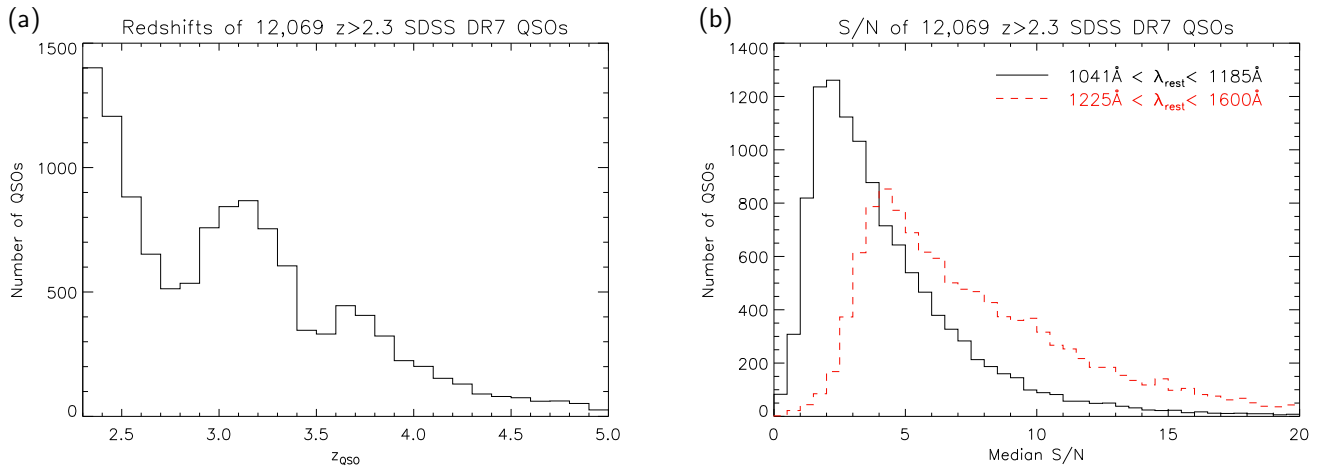 (a)
Redshifts of 12,069 z>2.3 SDSS DR7 QSOs
1500
1000
500
0
Number of QSOs
2.5 3.0 3.5 4.0 4.5 5.0
zQSO
(b)
S/N of 12,069 z>2.3 SDSS DR7 QSOs
1041Å < λrest< 1185Å
1225Å < λrest< 1600Å
1400
1200
1000
800
600
400
200
0
Number of QSOs
0 5 10 15 20
Median S/N